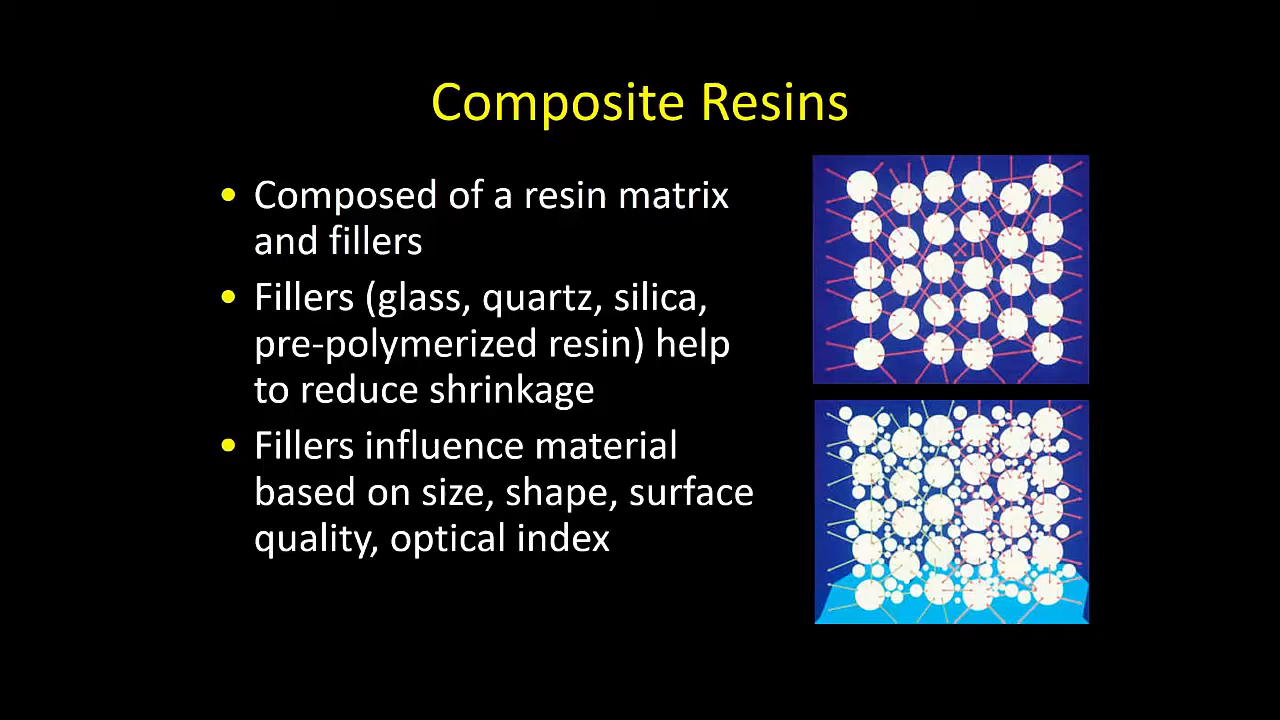 Composite Resins
• Composed of a resin matrix
and fillers
• Fillers (glass, quartz, silica,
pre-polymerized resin) help
to reduce shrinkage
• Fillers influence material
based on size, shape, surface
quality, optical index